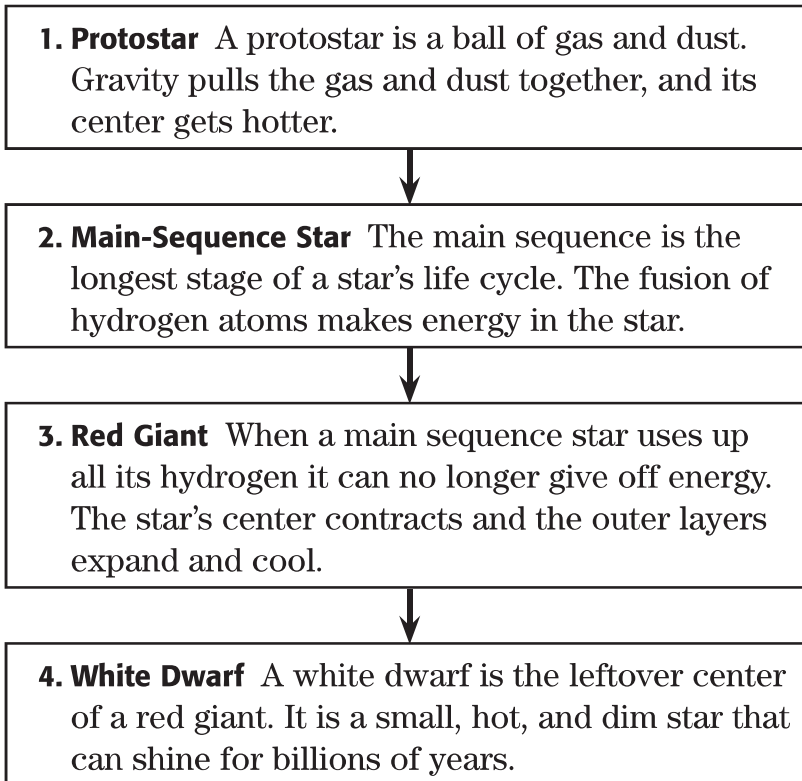 1. Protostar A protostar is a ball of gas and dust.
Gravity pulls the gas and dust together, and its
center gets hotter.
2. Main-Sequence Star The main sequence is the
longest stage of a star’s life cycle. The fusion of
hydrogen atoms makes energy in the star.
3. Red Giant When a main sequence star uses up
all its hydrogen it can no longer give off energy.
The star’s center contracts and the outer layers
expand and cool.
4. White Dwarf A white dwarf is the leftover center
of a red giant. It is a small, hot, and dim star that
can shine for billions of years.